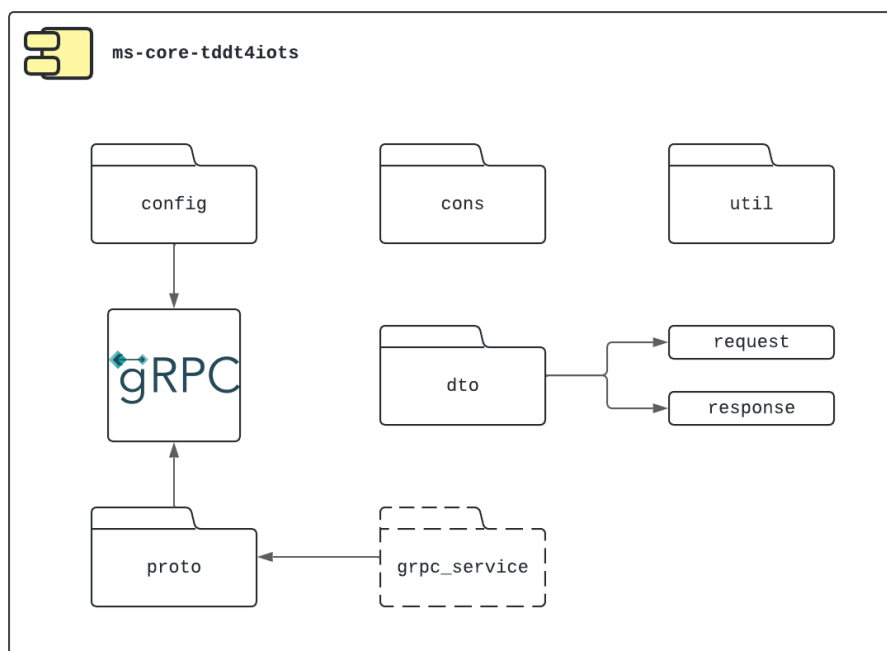 ms-core-tddt4iots
config
cons
util
gRPC
dto
request
response
proto
grpc_service